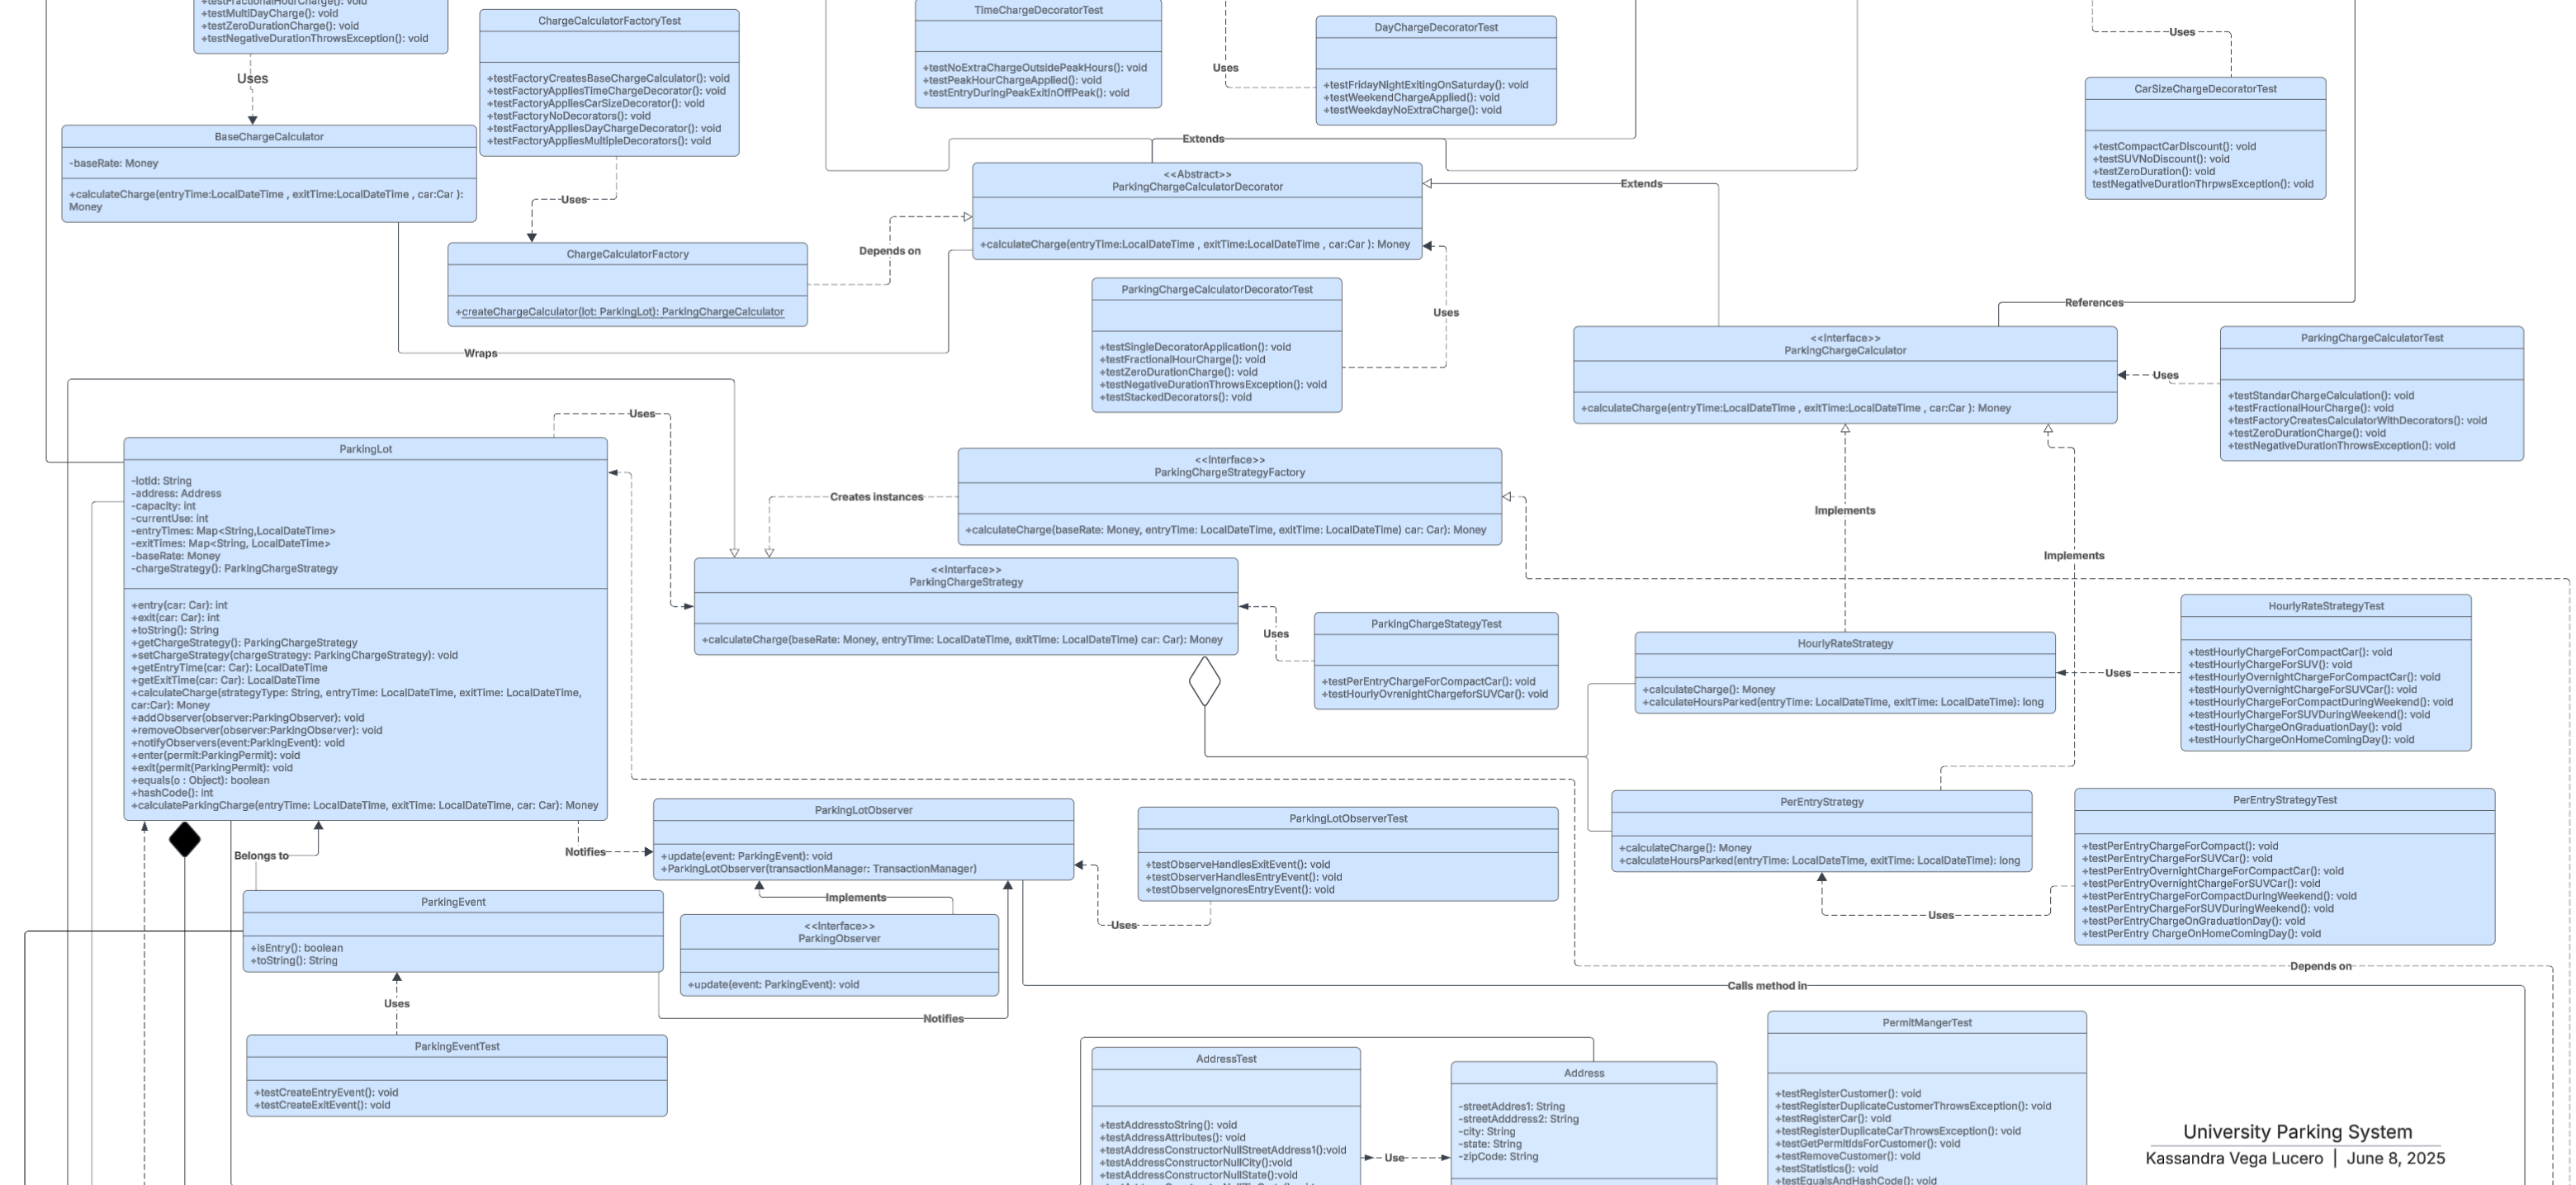 +testFractionalHourCharge(): void
+testMultiDayCharge(): void
+testZeroDurationCharge(): void
+testNegativeDurationThrowsException(): void
Uses
BaseChargeCalculator
-baseRate: Money
+calculateCharge(entryTime:LocalDateTime , exitTime:LocalDateTime , car:Car ):
Money
ChargeCalculatorFactoryTest
+testFactoryCreatesBaseChargeCalculator(): void
+testFactoryAppliesTimeChargeDecorator(): void
+testFactoryAppliesCarSizeDecorator(): void
+testFactoryNoDecorators(): void
+testFactoryAppliesDayChargeDecorator(): void
+testFactoryAppliesMultipleDecorators(): void
Uses
ChargeCalculatorFactory
+createChargeCalculator(lot: ParkingLot): ParkingChargeCalculator
Depends on
Wraps
TimeChargeDecoratorTest
+testNoExtraChargeOutsidePeakHours(): void
+testPeakHourChargeApplied(): void
+testEntryDuringPeakExitInOffPeak(): void
Uses
DayChargeDecoratorTest
+testFridayNightExitingOnSaturday(): void
+testWeekendChargeApplied(): void
+testWeekdayNoExtraCharge(): void
Extends
<<Abstract>>
ParkingChargeCalculatorDecorator
+calculateCharge(entryTime:LocalDateTime , exitTime:LocalDateTime , car:Car ): Money
Extends
ParkingChargeCalculatorDecoratorTest
+testSingleDecoratorApplication(): void
+testFractionalHourCharge(): void
+testZeroDurationCharge(): void
+testNegativeDurationThrowsException(): void
+testStackedDecorators(): void
Uses
Uses
CarSizeChargeDecoratorTest
+testCompactCarDiscount(): void
+testSUVNoDiscount(): void
+testZeroDuration(): void
testNegativeDurationThrpwsException(): void
References
<<Interface>>
ParkingChargeCalculator
+calculateCharge(entryTime:LocalDateTime , exitTime:LocalDateTime , car:Car ): Money
Uses
ParkingChargeCalculatorTest
+testStandarChargeCalculation(): void
+testFractionalHourCharge(): void
+testFactoryCreatesCalculatorWithDecorators(): void
+testZeroDurationCharge(): void
+testNegativeDurationThrowsException(): void
Uses
ParkingLot
-lotId: String
-address: Address
-capacity: int
-currentUse: int
-entryTimes: Map<String,LocalDateTime>
-exitTimes: Map<String, LocalDateTime>
-baseRate: Money
-chargeStrategy(): ParkingChargeStrategy
+entry(car: Car): int
+exit(car: Car): int
+toString(): String
+getChargeStrategy(): ParkingChargeStrategy
+setChargeStrategy(chargeStrategy: ParkingChargeStrategy): void
+getEntryTime(car: Car): LocalDateTime
+getExitTime(car: Car): LocalDateTime
+calculateCharge(strategyType: String, entryTime: LocalDateTime, exitTime: LocalDateTime,
car:Car): Money
+addObserver(observer:ParkingObserver): void
+removeObserver(observer:ParkingObserver): void
+notifyObservers(event:ParkingEvent): void
+enter(permit:ParkingPermit): void
+exit(permit(ParkingPermit): void
+equals(o : Object): boolean
+hashCode(): int
+calculateParkingCharge(entryTime: LocalDateTime, exitTime: LocalDateTime, car: Car): Money
<<Interface>>
ParkingChargeStrategyFactory
+calculateCharge(baseRate: Money, entryTime: LocalDateTime, exitTime: LocalDateTime) car: Car): Money
Creates instances
<<Interface>>
ParkingChargeStrategy
+calculateCharge(baseRate: Money, entryTime: LocalDateTime, exitTime: LocalDateTime) car: Car): Money
Uses
ParkingChargeStategyTest
+testPerEntryChargeForCompactCar(): void
+testHourlyOvrenightChargeforSUVCar(): void
Implements
Implements
HourlyRateStrategy
+calculateCharge(): Money
+calculateHoursParked(entryTime: LocalDateTime, exitTime: LocalDateTime): long
Uses
HourlyRateStrategyTest
+testHourlyChargeForCompactCar(): void
+testHourlyChargeForSUV(): void
+testHourlyOvernightChargeForCompactCar(): void
+testHourlyOvernightChargeForSUVCar(): void
+testHourlyChargeForCompactDuringWeekend(): void
+testHourlyChargeForSUVDuringWeekend(): void
+testHourlyChargeOnGraduationDay(): void
+testHourlyChargeOnHomeComingDay(): void
PerEntryStrategy
+calculateCharge(): Money
+calculateHoursParked(entryTime: LocalDateTime, exitTime: LocalDateTime): long
Uses
PerEntryStrategyTest
+testPerEntryChargeForCompact(): void
+testPerEntryChargeForSUVCar(): void
+testPerEntryOvernightChargeForCompactCar(): void
+testPerEntryOvernightChargeForSUVCar(): void
+testPerEntryChargeForCompactDuringWeekend(): void
+testPerEntryChargeForSUVDuringWeekend(): void
+testPerEntryChargeOnGraduationDay(): void
+testPerEntry ChargeOnHomeComingDay(): void
Belongs to
Notifies
ParkingLotObserver
+update(event: ParkingEvent): void
+ParkingLotObserver(transactionManager: TransactionManager)
ParkingLotObserverTest
+testObserveHandlesExitEvent(): void
+testObserverHandlesEntryEvent(): void
+testObserveIgnoresEntryEvent(): void
Uses
Implements
<<Interface>>
ParkingObserver
+update(event: ParkingEvent): void
ParkingEvent
+isEntry(): boolean
+toString(): String
Uses
Notifies
Depends on
Calls method in
ParkingEventTest
+testCreateEntryEvent(): void
+testCreateExitEvent(): void
AddressTest
+testAddresstoString(): void
+testAddressAttributes(): void
+testAddressConstructorNullStreetAddress1():void
+testAddressConstructorNullCity():void
+testAddressConstructorNullState():void
Use
Address
-streetAddres1: String
-streetAdddress2: String
-city: String
-state: String
-zipCode: String
PermitMangerTest
+testRegisterCustomer(): void
+testRegisterDuplicateCustomerThrowsException(): void
+testRegisterCar(): void
+testRegisterDuplicateCarThrowsException(): void
+testGetPermitIdsForCustomer(): void
+testRemoveCustomer(): void
+testStatistics(): void
+testEqualsAndHashCode(): void
University Parking System
Kassandra Vega Lucero | June 8, 2025